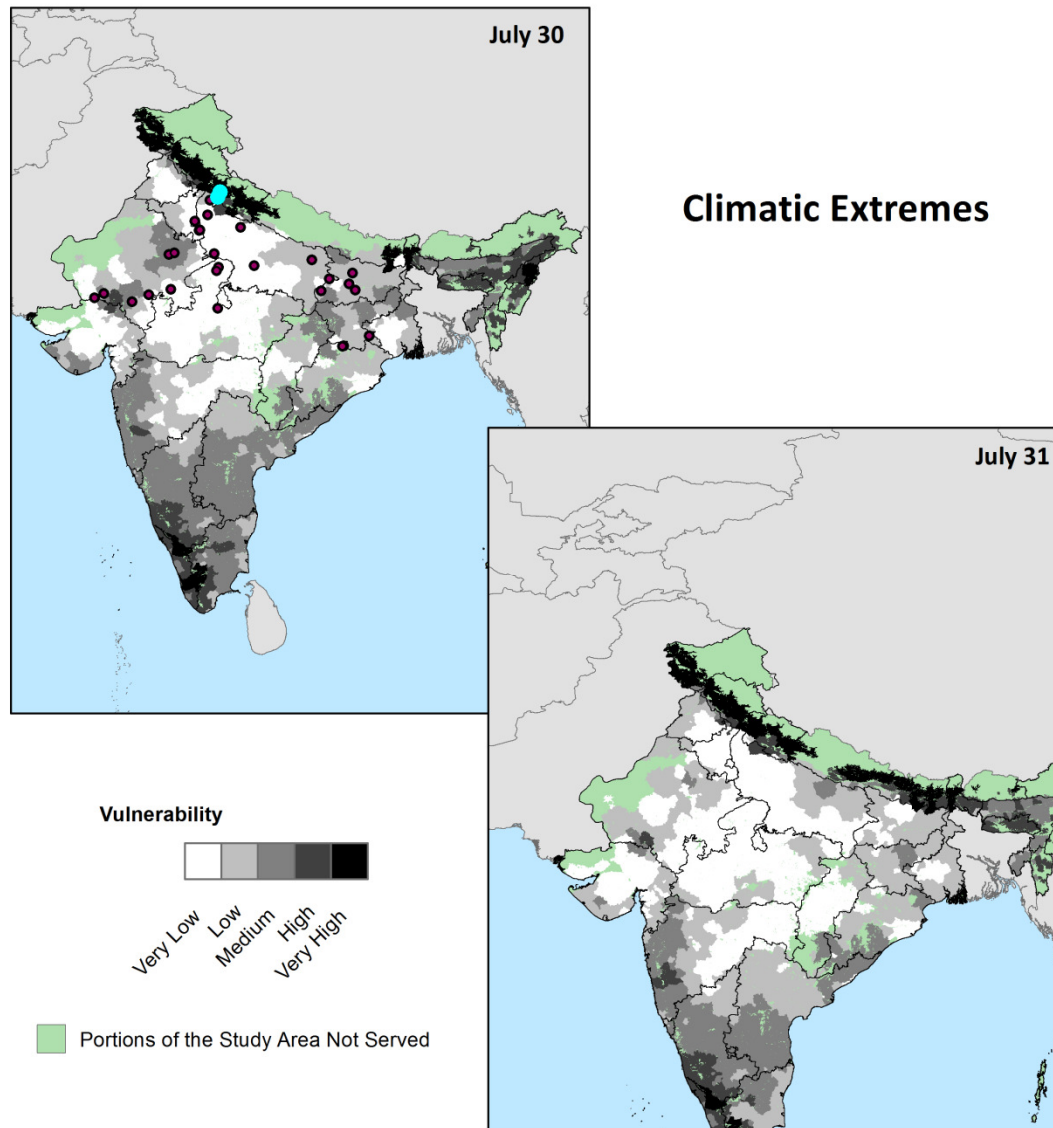 July 30
Climatic Extremes
July 31
Vulnerability
Very Low
Low
Medium
High
Very High
Portions of the Study Area Not Served